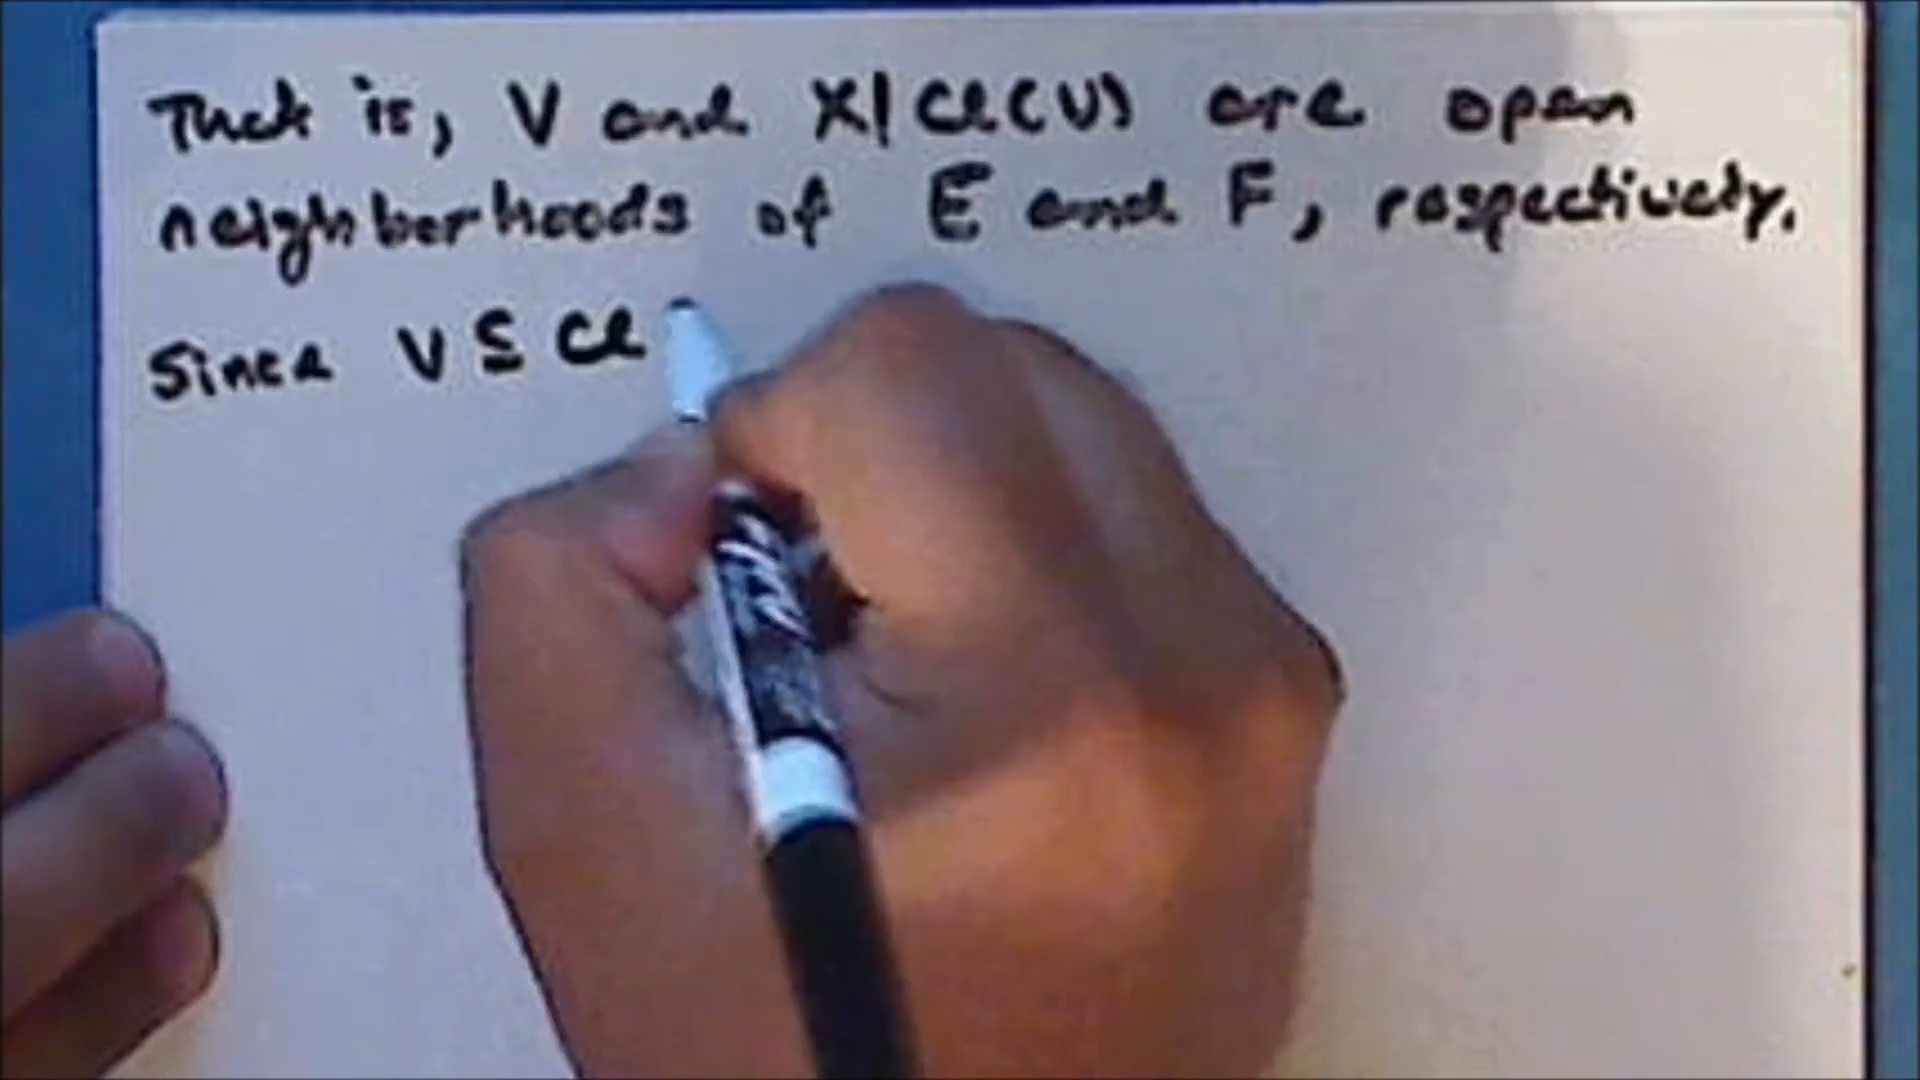 That is, V and X\Cl(V) are open
neighborhoods of E and F, respectively.
Since V ⊆ Cl